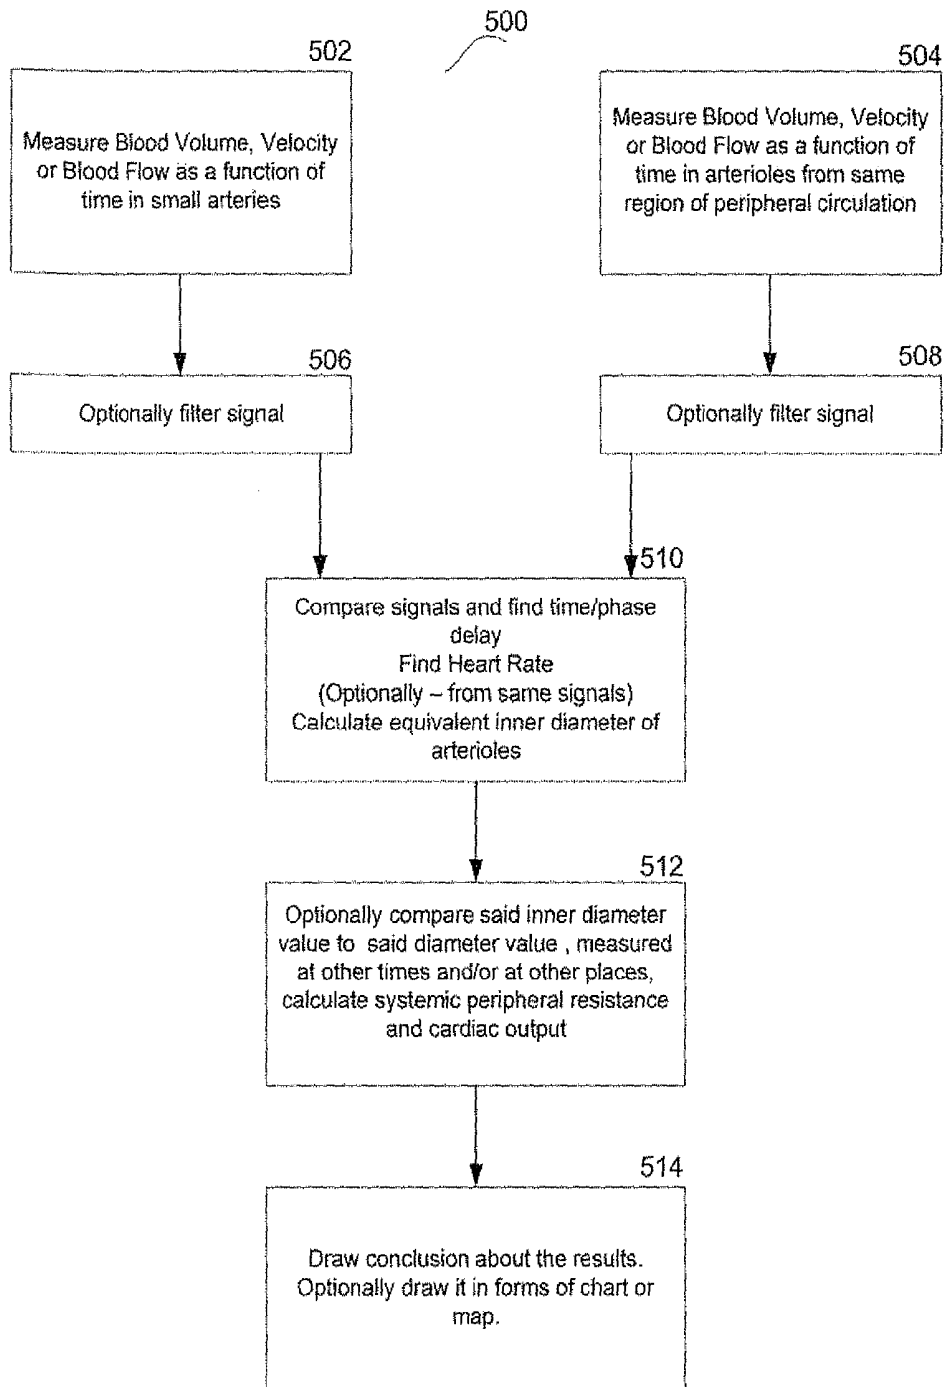 500
502
Measure Blood Volume, Velocity
or Blood Flow as a function of
time in small arteries
504
Measure Blood Volume, Velocity
or Blood Flow as a function of
time in arterioles from same
region of peripheral circulation
506
Optionally filter signal
508
Optionally filter signal
510
Compare signals and find time/phase
delay
Find Heart Rate
(Optionally – from same signals)
Calculate equivalent inner diameter of
arterioles
512
Optionally compare said inner diameter
value to said diameter value , measured
at other times and/or at other places,
calculate systemic peripheral resistance
and cardiac output
514
Draw conclusion about the results.
Optionally draw it in forms of chart or
map.